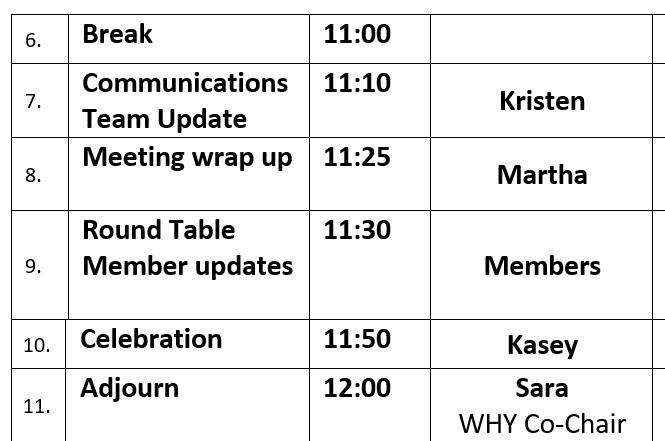 6. Break 11:00
7. Communications Team Update 11:10 Kristen
8. Meeting wrap up 11:25 Martha
9. Round Table Member updates 11:30 Members
10. Celebration 11:50 Kasey
11. Adjourn 12:00 Sara
WHY Co-Chair